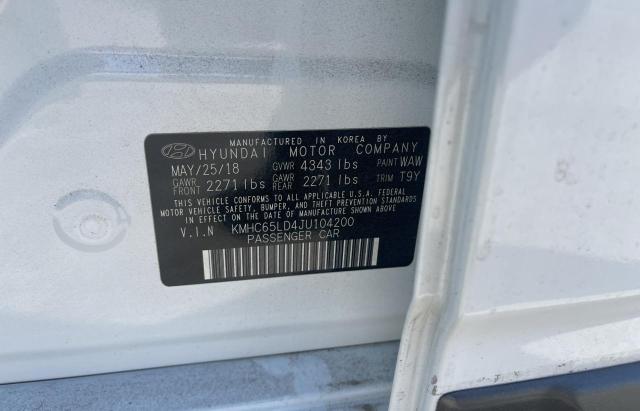 MANUFACTURED IN KOREA BY
HYUNDAI MOTOR COMPANY
MAY/25/18 GVWR 4343 lbs PAINT WAW
GAWR FRONT 2271 lbs GAWR REAR 2271 lbs TRIM T9Y
THIS VEHICLE CONFORMS TO ALL APPLICABLE U.S.A. FEDERAL
MOTOR VEHICLE SAFETY, BUMPER, AND THEFT PREVENTION STANDARDS
IN EFFECT ON THE DATE OF MANUFACTURE SHOWN ABOVE.
V.I.N KMHC65LD4JU104200
PASSENGER CAR